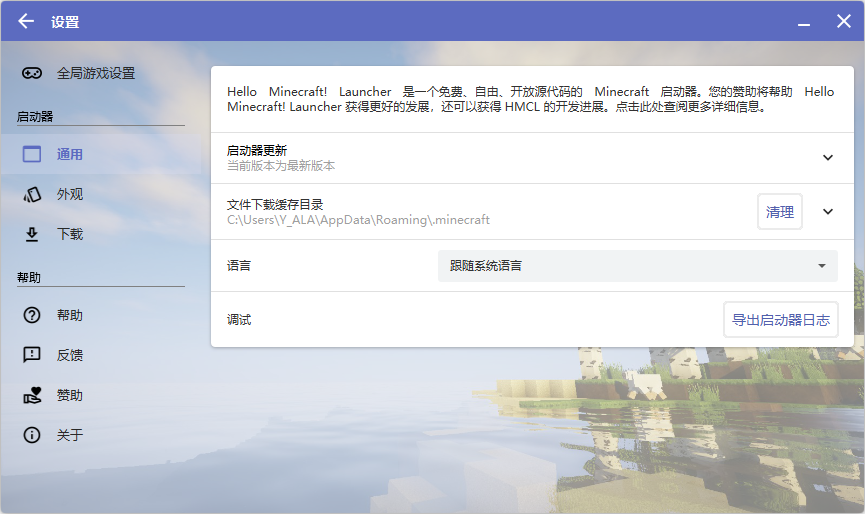 设置
全局游戏设置
启动器
通用
外观
下载
帮助
帮助
反馈
赞助
关于
Hello Minecraft! Launcher 是一个免费、自由、开放源代码的 Minecraft 启动器。您的赞助将帮助 Hello
Minecraft! Launcher 获得更好的发展，还可以获得 HMCL 的开发进展。点击此处查阅更多详细信息。
启动器更新
当前版本为最新版本
文件下载缓存目录
C:\Users\Y_ALA\AppData\Roaming\.minecraft
清理
语言
跟随系统语言
调试
导出启动器日志